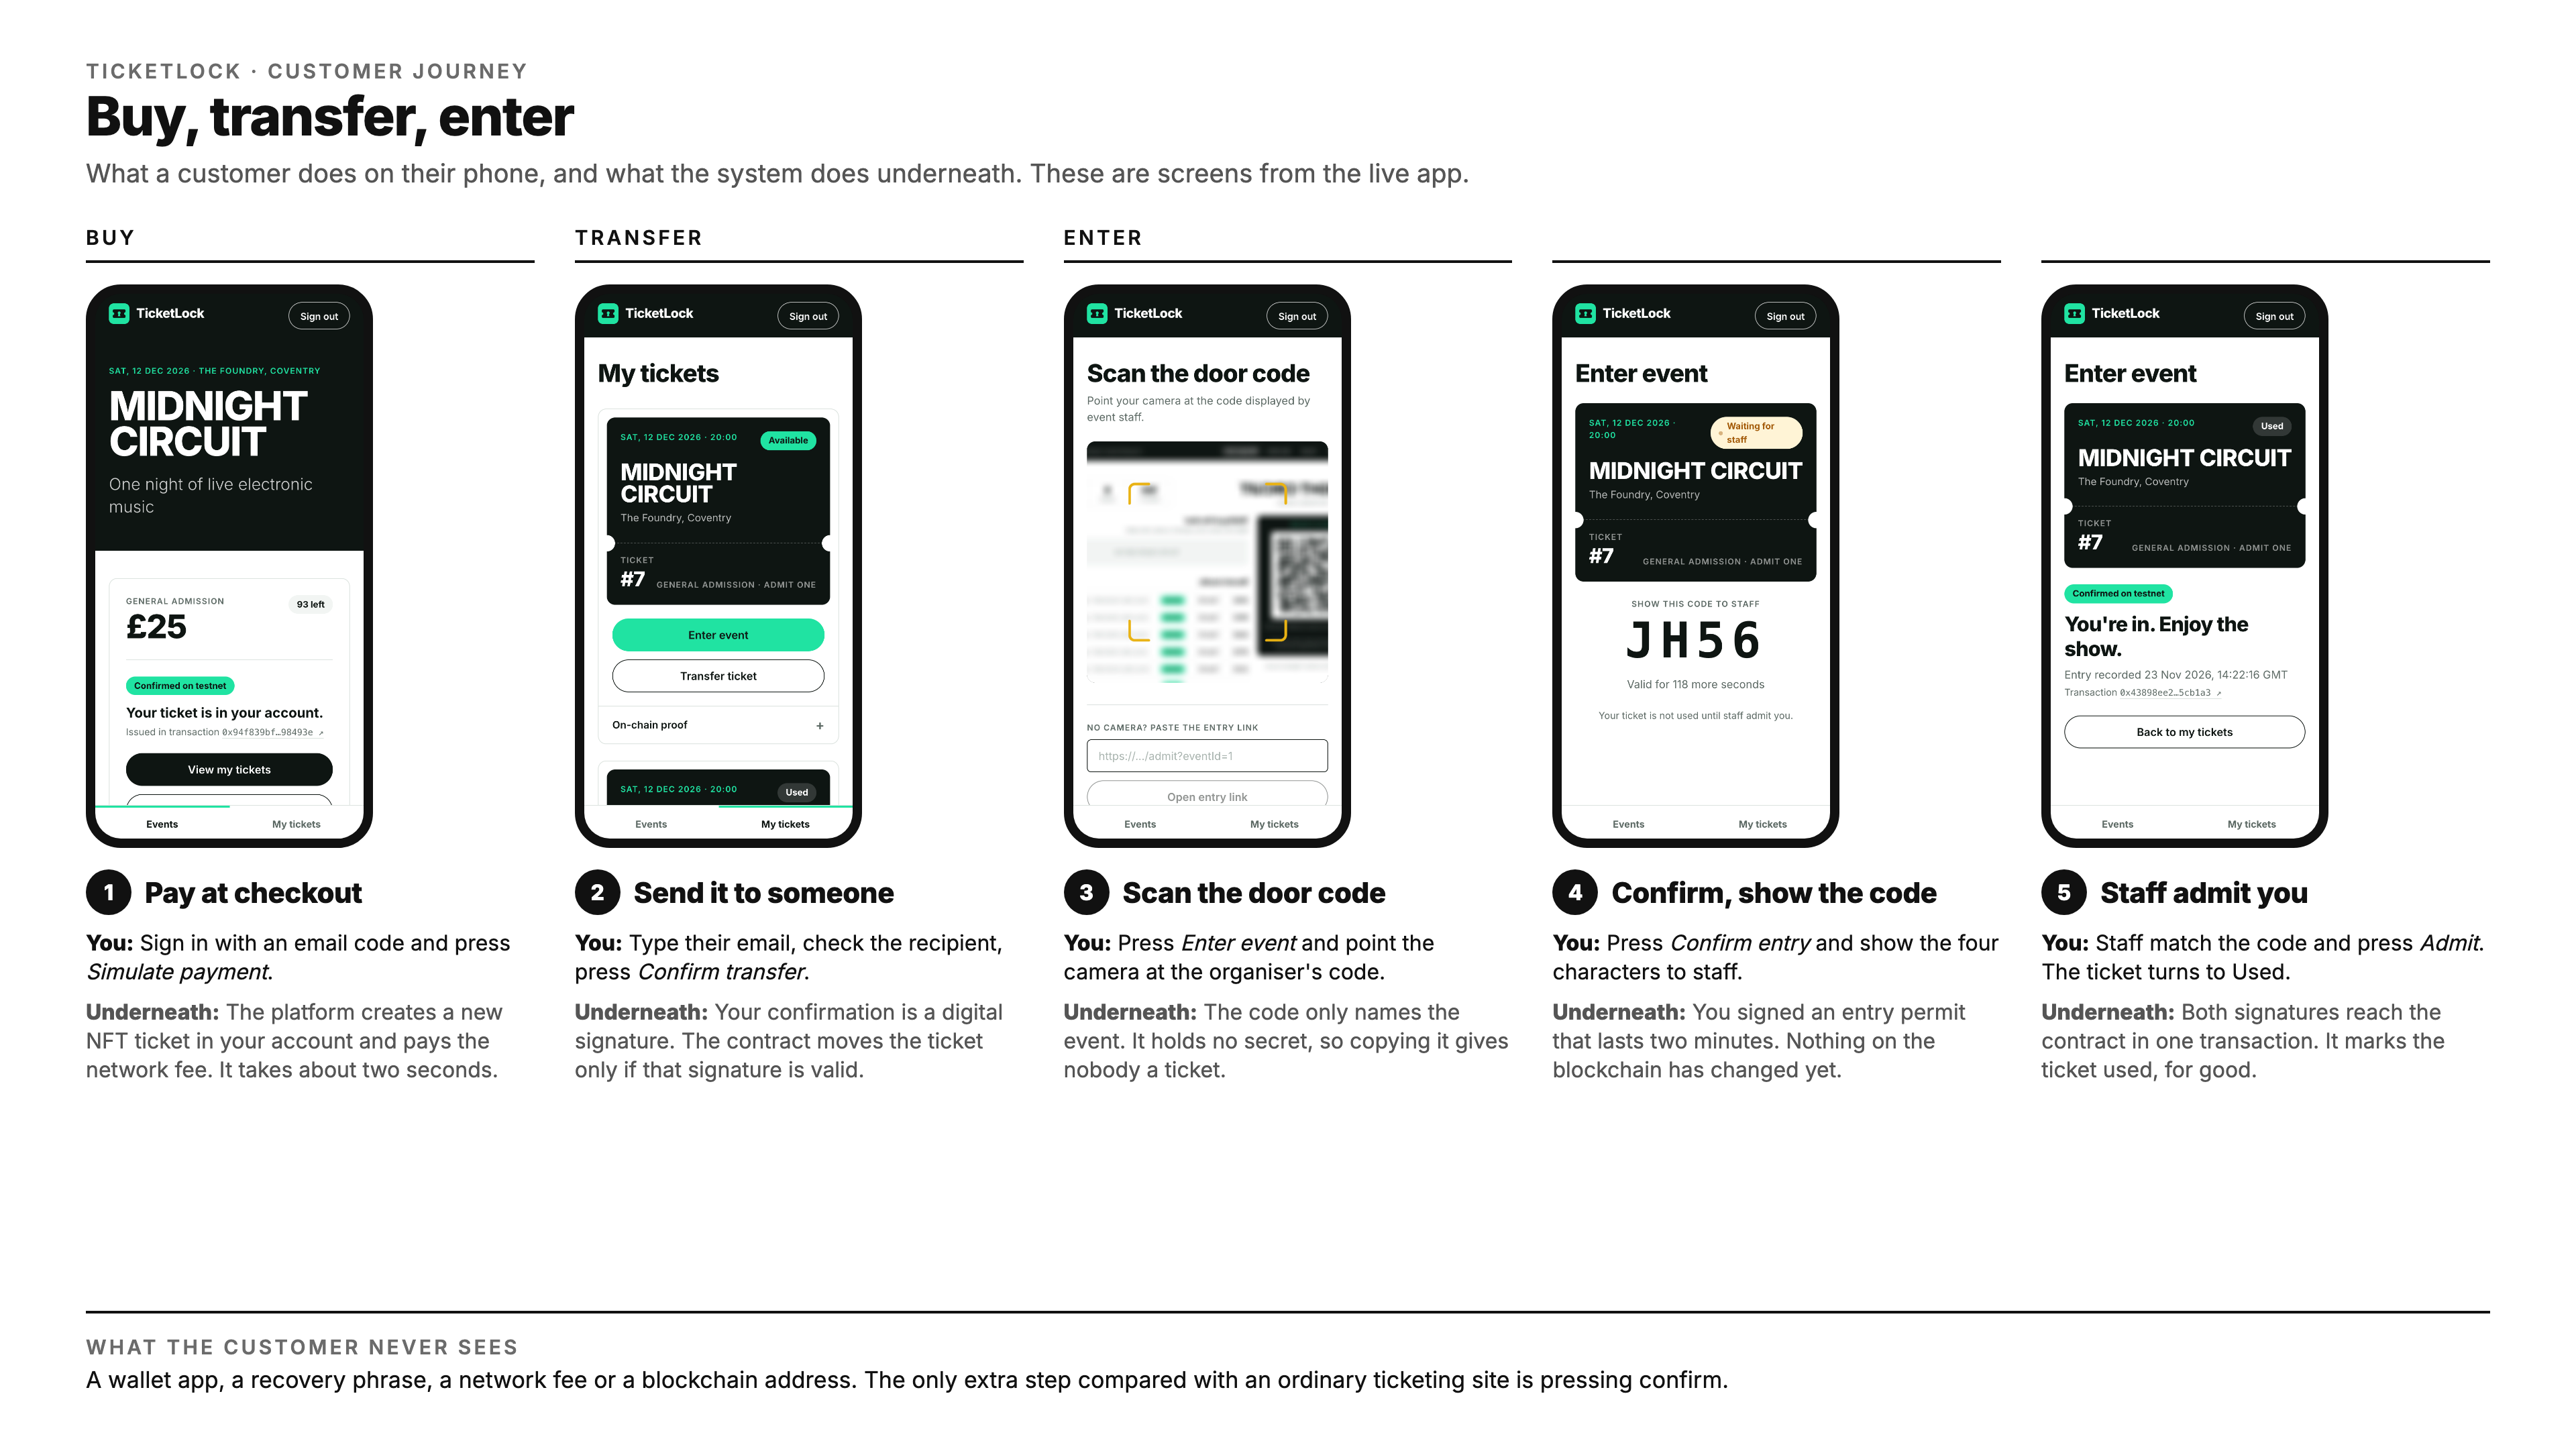 TICKETLOCK · CUSTOMER JOURNEY
Buy, transfer, enter
What a customer does on their phone, and what the system does underneath. These are screens from the live app.
BUY
TicketLock
Sign out
SAT, 12 DEC 2026 · THE FOUNDRY, COVENTRY
MIDNIGHT
CIRCUIT
One night of live electronic
music
GENERAL ADMISSION
93 left
£25
Confirmed on testnet
Your ticket is in your account.
Issued in transaction 0x94f839bf…98493e ↗
View my tickets
Events
My tickets
1 Pay at checkout
You: Sign in with an email code and press
Simulate payment.
Underneath: The platform creates a new
NFT ticket in your account and pays the
network fee. It takes about two seconds.
TRANSFER
TicketLock
Sign out
My tickets
SAT, 12 DEC 2026 · 20:00
Available
MIDNIGHT
CIRCUIT
The Foundry, Coventry
TICKET
#7
GENERAL ADMISSION · ADMIT ONE
Enter event
Transfer ticket
On-chain proof +
SAT, 12 DEC 2026 · 20:00
Used
Events
My tickets
2 Send it to someone
You: Type their email, check the recipient,
press Confirm transfer.
Underneath: Your confirmation is a digital
signature. The contract moves the ticket
only if that signature is valid.
ENTER
TicketLock
Sign out
Scan the door code
Point your camera at the code displayed by
event staff.
NO CAMERA? PASTE THE ENTRY LINK
https://.../admit?eventId=1
Open entry link
Events
My tickets
3 Scan the door code
You: Press Enter event and point the
camera at the organiser's code.
Underneath: The code only names the
event. It holds no secret, so copying it gives
nobody a ticket.
TicketLock
Sign out
Enter event
SAT, 12 DEC 2026 ·
20:00
Waiting for
staff
MIDNIGHT CIRCUIT
The Foundry, Coventry
TICKET
#7
GENERAL ADMISSION · ADMIT ONE
SHOW THIS CODE TO STAFF
JH56
Valid for 118 more seconds
Your ticket is not used until staff admit you.
Events
My tickets
4 Confirm, show the code
You: Press Confirm entry and show the four
characters to staff.
Underneath: You signed an entry permit
that lasts two minutes. Nothing on the
blockchain has changed yet.
TicketLock
Sign out
Enter event
SAT, 12 DEC 2026 · 20:00
Used
MIDNIGHT CIRCUIT
The Foundry, Coventry
TICKET
#7
GENERAL ADMISSION · ADMIT ONE
Confirmed on testnet
You're in. Enjoy the
show.
Entry recorded 23 Nov 2026, 14:22:16 GMT
Transaction 0x43898ee2…5cb1a3 ↗
Back to my tickets
Events
My tickets
5 Staff admit you
You: Staff match the code and press Admit.
The ticket turns to Used.
Underneath: Both signatures reach the
contract in one transaction. It marks the
ticket used, for good.
WHAT THE CUSTOMER NEVER SEES
A wallet app, a recovery phrase, a network fee or a blockchain address. The only extra step compared with an ordinary ticketing site is pressing confirm.